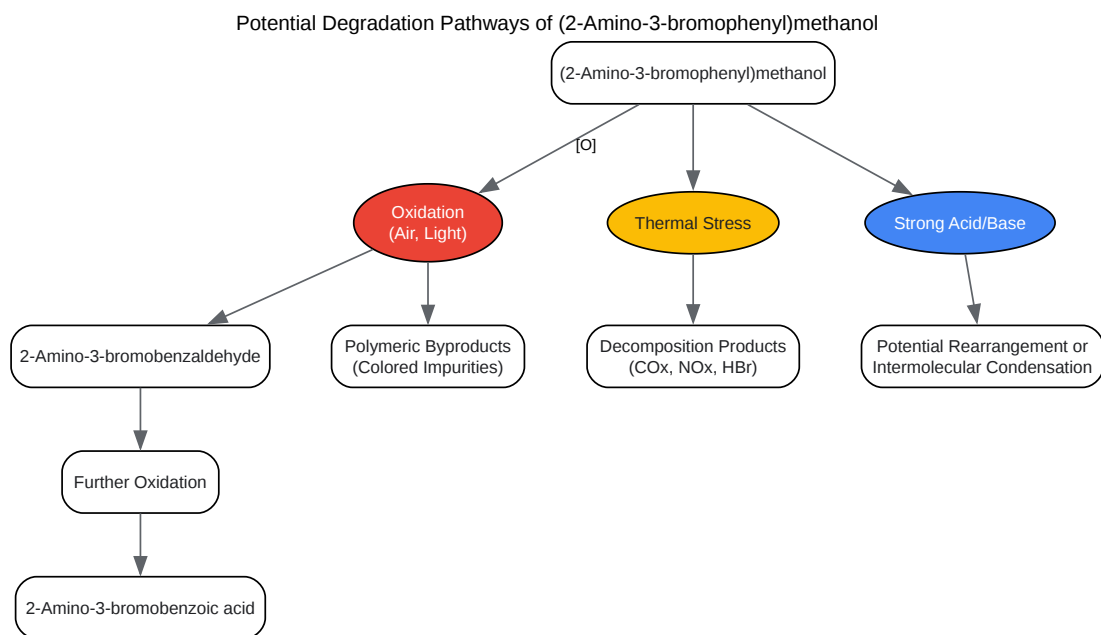 Potential Degradation Pathways of (2-Amino-3-bromophenyl)methanol
(2-Amino-3-bromophenyl)methanol
[O]
Oxidation
(Air, Light)
Thermal Stress
Strong Acid/Base
2-Amino-3-bromobenzaldehyde
Polymeric Byproducts
(Colored Impurities)
Decomposition Products
(COx, NOx, HBr)
Potential Rearrangement or
Intermolecular Condensation
Further Oxidation
2-Amino-3-bromobenzoic acid